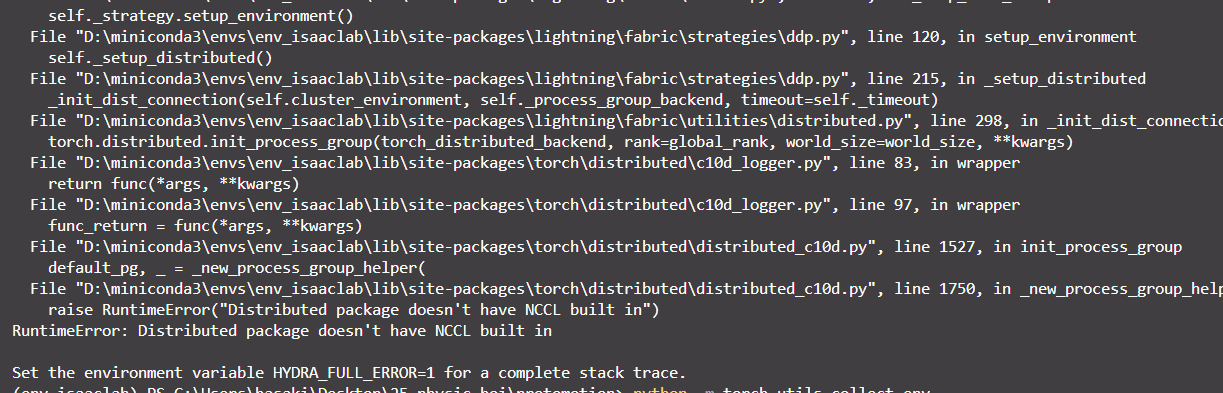 self._strategy.setup_environment()
File "D:\miniconda3\envs\env_isaaclab\lib\site-packages\lightning\fabric\strategies\ddp.py", line 120, in setup_environment
self._setup_distributed()
File "D:\miniconda3\envs\env_isaaclab\lib\site-packages\lightning\fabric\strategies\ddp.py", line 215, in _setup_distributed
_init_dist_connection(self.cluster_environment, self._process_group_backend, timeout=self._timeout)
File "D:\miniconda3\envs\env_isaaclab\lib\site-packages\lightning\fabric\utilities\distributed.py", line 298, in _init_dist_connectic
torch.distributed.init_process_group(torch_distributed_backend, rank=global_rank, world_size=world_size, **kwargs)
File "D:\miniconda3\envs\env_isaaclab\lib\site-packages\torch\distributed\c10d_logger.py", line 83, in wrapper
return func(*args, **kwargs)
File "D:\miniconda3\envs\env_isaaclab\lib\site-packages\torch\distributed\c10d_logger.py", line 97, in wrapper
func_return = func(*args, **kwargs)
File "D:\miniconda3\envs\env_isaaclab\lib\site-packages\torch\distributed\distributed_c10d.py", line 1527, in init_process_group
default_pg, _ = _new_process_group_helper(
File "D:\miniconda3\envs\env_isaaclab\lib\site-packages\torch\distributed\distributed_c10d.py", line 1750, in _new_process_group_help
raise RuntimeError("Distributed package doesn't have NCCL built in")
RuntimeError: Distributed package doesn't have NCCL built in
Set the environment variable HYDRA_FULL_ERROR=1 for a complete stack trace.